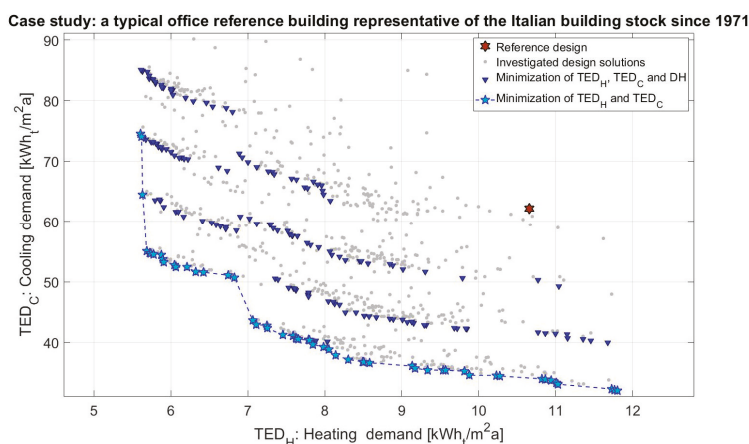 Case study: a typical office reference building representative of the Italian building stock since 1971
90
80
70
60
50
40
TED_C: Cooling demand [kWh_t/m²a]
Reference design
Investigated design solutions
Minimization of TED_H, TED_C and DH
Minimization of TED_H and TED_C
5 6 7 8 9 10 11 12
TED_H: Heating demand [kWh_t/m²a]